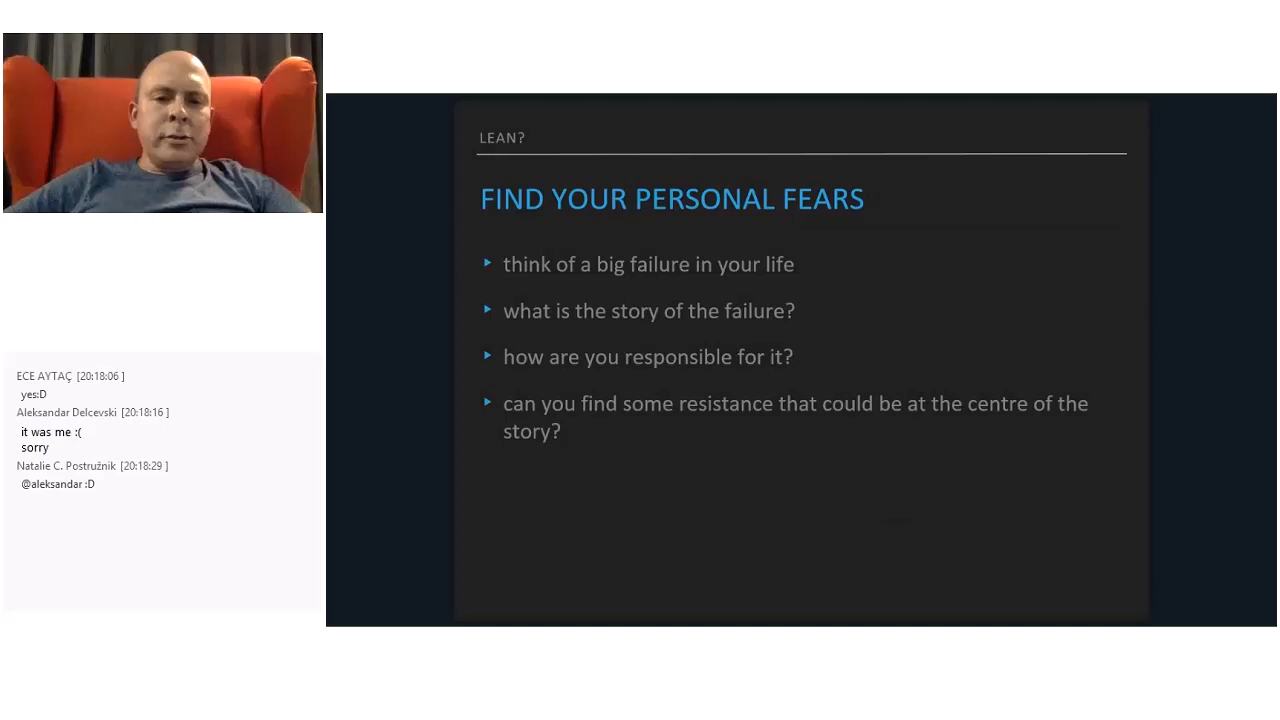 LEAN?
FIND YOUR PERSONAL FEARS
think of a big failure in your life
what is the story of the failure?
how are you responsible for it?
can you find some resistance that could be at the centre of the
story?
ECE AYTAÇ [20:18:06 ]
yes:D
Aleksandar Delcevski [20:18:16 ]
it was me :(
sorry
Natalie C. Postružnik [20:18:29 ]
@aleksandar :D